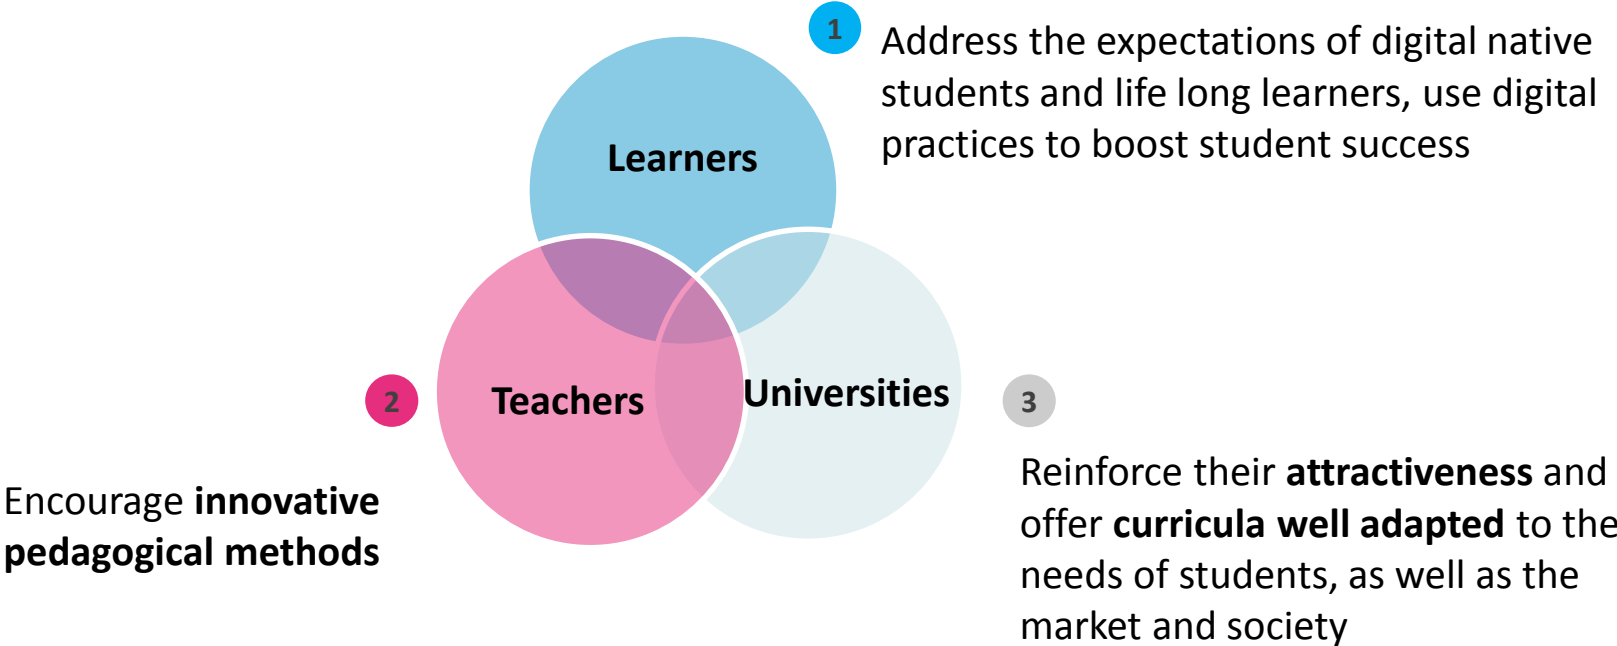 1
Address the expectations of digital native
students and life long learners, use digital
practices to boost student success
Learners
2
Teachers
Universities
3
Encourage innovative
pedagogical methods
Reinforce their attractiveness and
offer curricula well adapted to the
needs of students, as well as the
market and society